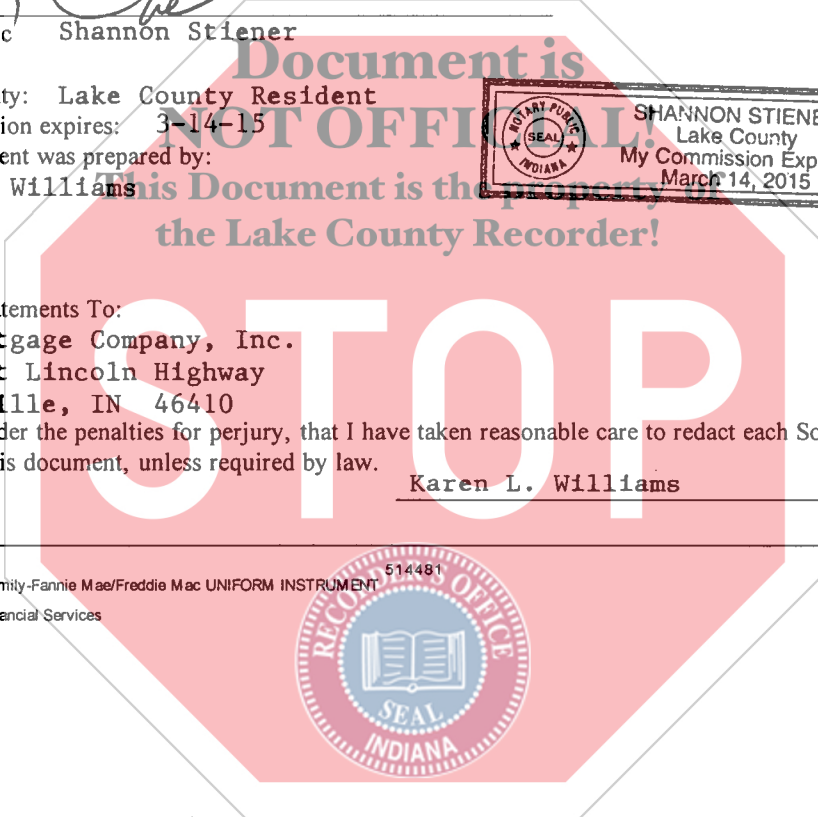 c Shannon Stiener
Document is
ty: Lake County Resident
NOT OFFICIAL!
ion expires: 3-14-15
ent was prepared by:
Williams
This Document is the property of
the Lake County Recorder!
NOTARY PUBLIC
SEAL
INDIANA
SHANNON STIENE
Lake County
My Commission Exp
March 14, 2015
tements To:
tgage Company, Inc.
t Lincoln Highway
ille, IN 46410
der the penalties for perjury, that I have taken reasonable care to redact each So
is document, unless required by law.
Karen L. Williams
STOP
514481
mily-Fannie Mae/Freddie Mac UNIFORM INSTRUMENT
ancial Services
RECORDER'S OFFICE
SEAL
INDIANA